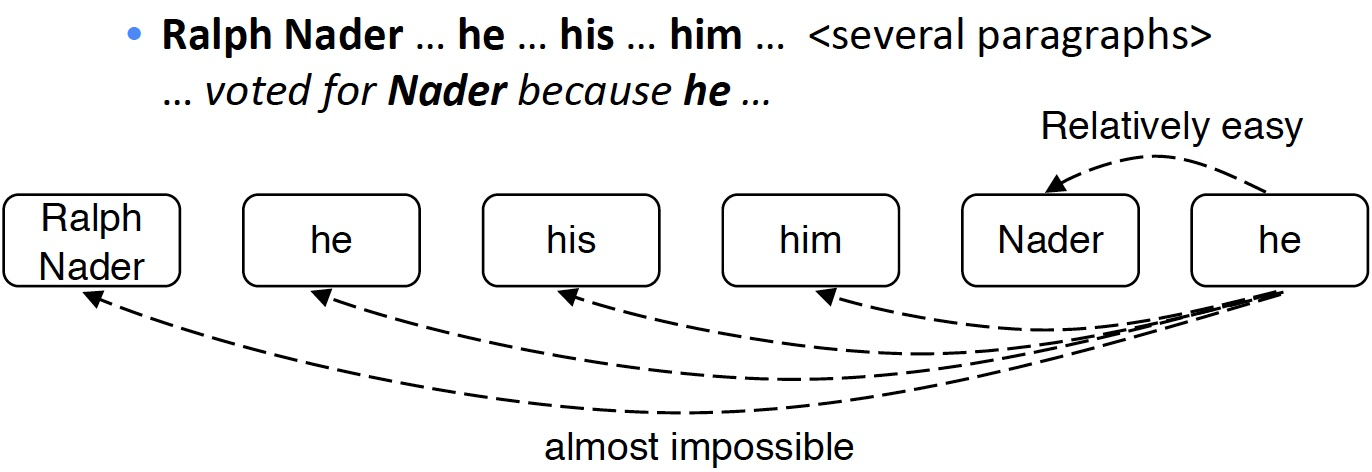 • Ralph Nader … he … his … him … <several paragraphs>
… voted for Nader because he …
Relatively easy
Ralph
Nader
he
his
him
Nader
he
almost impossible